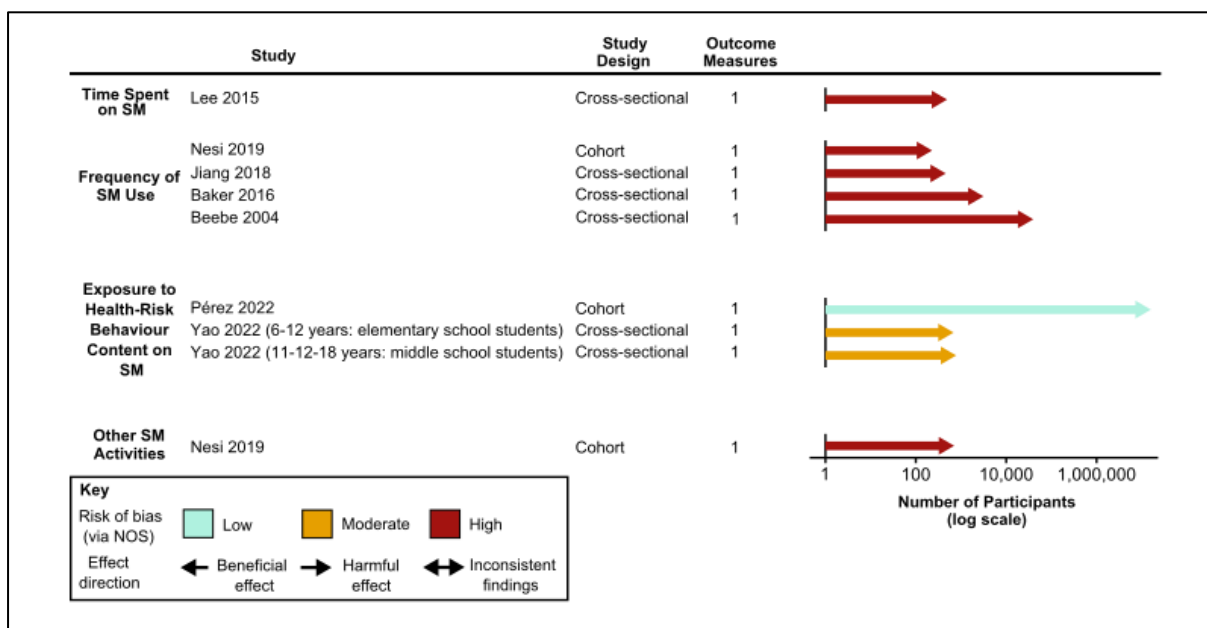 Study
Study Design
Outcome Measures
Time Spent on SM
Lee 2015 Cross-sectional 1
Frequency of SM Use
Nesi 2019 Cohort 1
Jiang 2018 Cross-sectional 1
Baker 2016 Cross-sectional 1
Beebe 2004 Cross-sectional 1
Exposure to Health-Risk Behaviour Content on SM
Pérez 2022 Cohort 1
Yao 2022 (6-12 years: elementary school students) Cross-sectional 1
Yao 2022 (11-12-18 years: middle school students) Cross-sectional 1
Other SM Activities
Nesi 2019 Cohort 1
1 100 10,000 1,000,000
Number of Participants
(log scale)
Key
Risk of bias (via NOS) Low Moderate High
Effect direction Beneficial effect Harmful effect Inconsistent findings